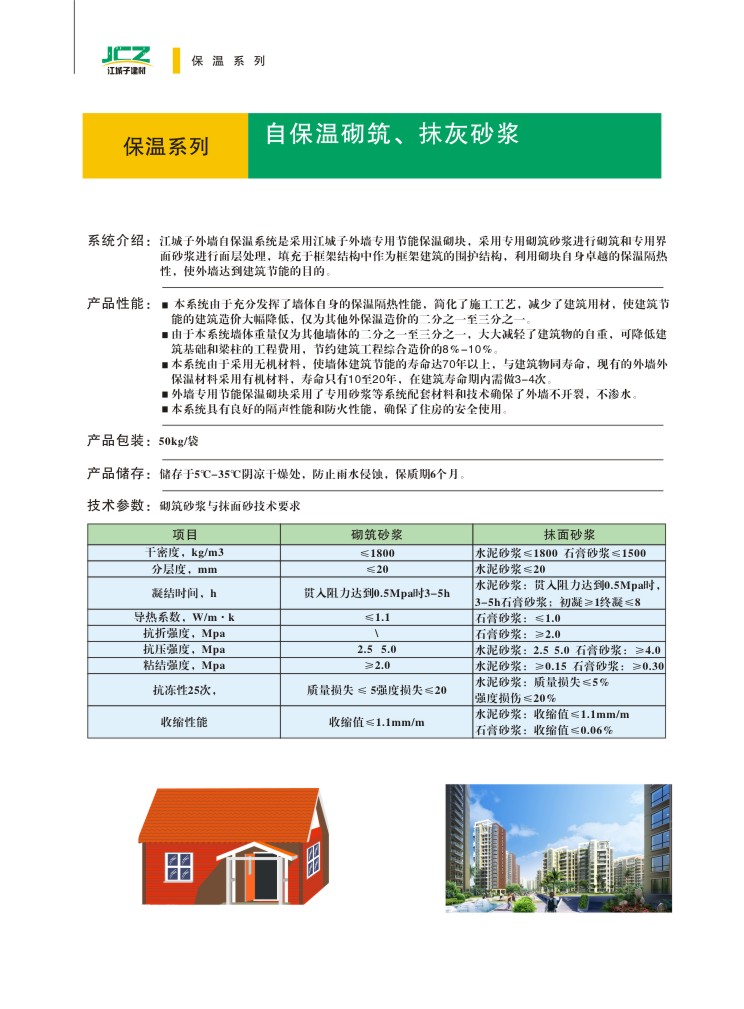 JCZ
江城子建材
保温系列
保温系列
自保温砌筑、抹灰砂浆
系统介绍：江城子外墙自保温系统是采用江城子外墙专用节能保温砌块，采用专用砌筑砂浆进行砌筑和专用界
面砂浆进行面层处理，填充于框架结构中作为框架建筑的围护结构，利用砌块自身卓越的保温隔热
性，使外墙达到建筑节能的目的。
产品性能：■ 本系统由于充分发挥了墙体自身的保温隔热性能，简化了施工工艺，减少了建筑用材，使建筑节
能的建筑造价大幅降低，仅为其他外保温造价的二分之一至三分之一。
■ 由于本系统墙体重量仅为其他墙体的二分之一至三分之一，大大减轻了建筑物的自重，可降低建
筑基础和梁柱的工程费用，节约建筑工程综合造价的8%-10%。
■ 本系统由于采用无机材料，使墙体建筑节能的寿命达70年以上，与建筑物同寿命，现有的外墙外
保温材料采用有机材料，寿命只有10至20年，在建筑寿命期内需做3-4次。
■ 外墙专用节能保温砌块采用了专用砂浆等系统配套材料和技术确保了外墙不开裂，不渗水。
■ 本系统具有良好的隔声性能和防火性能，确保了住房的安全使用。
产品包装：50kg/袋
产品储存：储存于5℃-35℃阴凉干燥处，防止雨水侵蚀，保质期6个月。
技术参数：砌筑砂浆与抹面砂技术要求
项目 砌筑砂浆 抹面砂浆
干密度，kg/m3 ≤1800 水泥砂浆≤1800 石膏砂浆≤1500
分层度，mm ≤20 水泥砂浆≤20
凝结时间，h 贯入阻力达到0.5Mpa时3-5h 水泥砂浆：贯入阻力达到0.5Mpa时，
3-5h石膏砂浆；初凝≥1终凝≤8
导热系数，W/m·k ≤1.1 石膏砂浆：≤1.0
抗折强度，Mpa \ 石膏砂浆：≥2.0
抗压强度，Mpa 2.5 5.0 水泥砂浆：2.5 5.0 石膏砂浆：≥4.0
粘结强度，Mpa ≥2.0 水泥砂浆：≥0.15 石膏砂浆：≥0.30
抗冻性25次， 质量损失 ≤ 5强度损失≤20 水泥砂浆：质量损失≤5%
强度损伤≤20%
收缩性能 收缩值≤1.1mm/m 水泥砂浆：收缩值≤1.1mm/m
石膏砂浆：收缩值≤0.06%